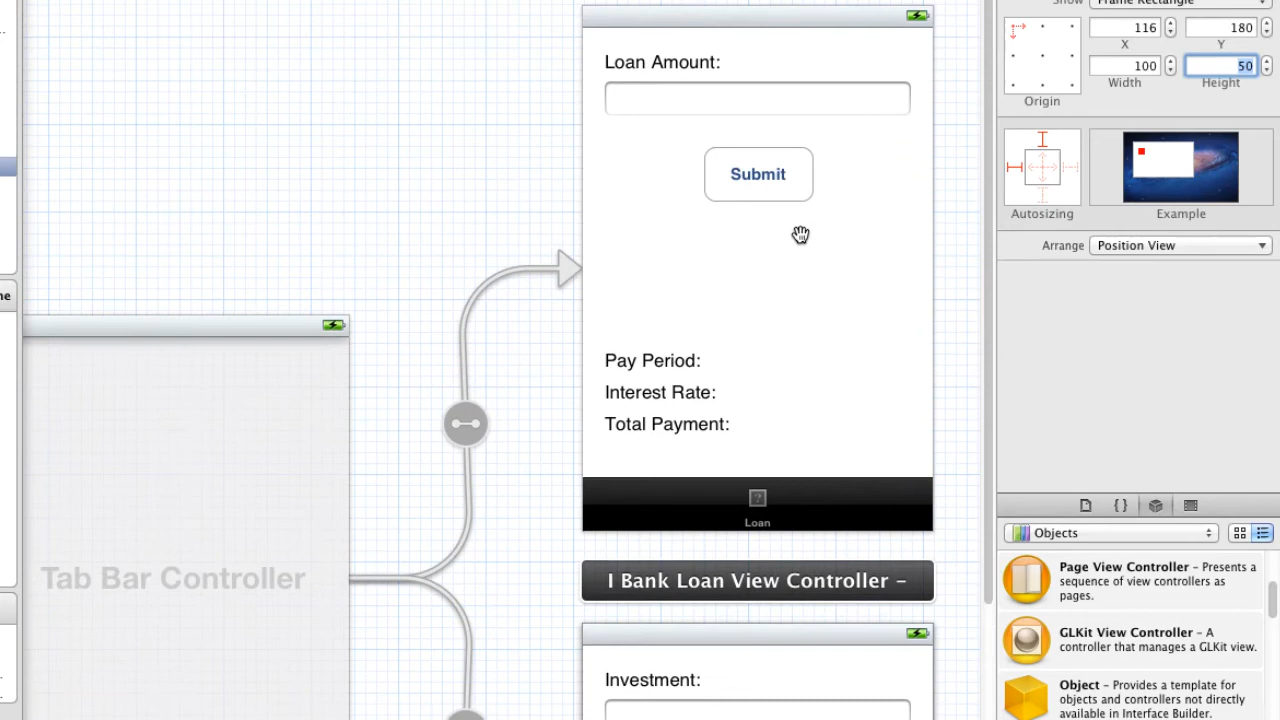 Show
Frame Rectangle
116
180
X
Y
100
50
Width
Height
Origin
Autosizing
Example
Arrange
Position View
Loan Amount:
Submit
Pay Period:
Interest Rate:
Total Payment:
?
Loan
I Bank Loan View Controller –
Investment:
Tab Bar Controller
ne
{ }
Objects
Page View Controller – Presents a
sequence of view controllers as
pages.
GLKit View Controller – A
controller that manages a GLKit view.
Object – Provides a template for
objects and controllers not directly
available in Interface Builder.